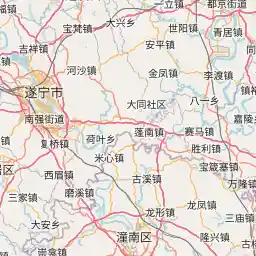 一立镇
宝梵镇
大兴乡
世阳镇
吉祥镇
安平镇
青居镇
河沙镇
金凤镇
李渡镇
遂宁市
大同社区
八一乡
南强街道
嘉陵
荷叶乡
蓬南镇
赛马镇
复桥镇
胜利镇
米心镇
宝箴塞镇
西眉镇
古溪镇
万隆
磨溪镇
三家镇
龙凤镇
龙形镇
三庙镇
大安乡
潼南区
隆兴镇
崇龛镇